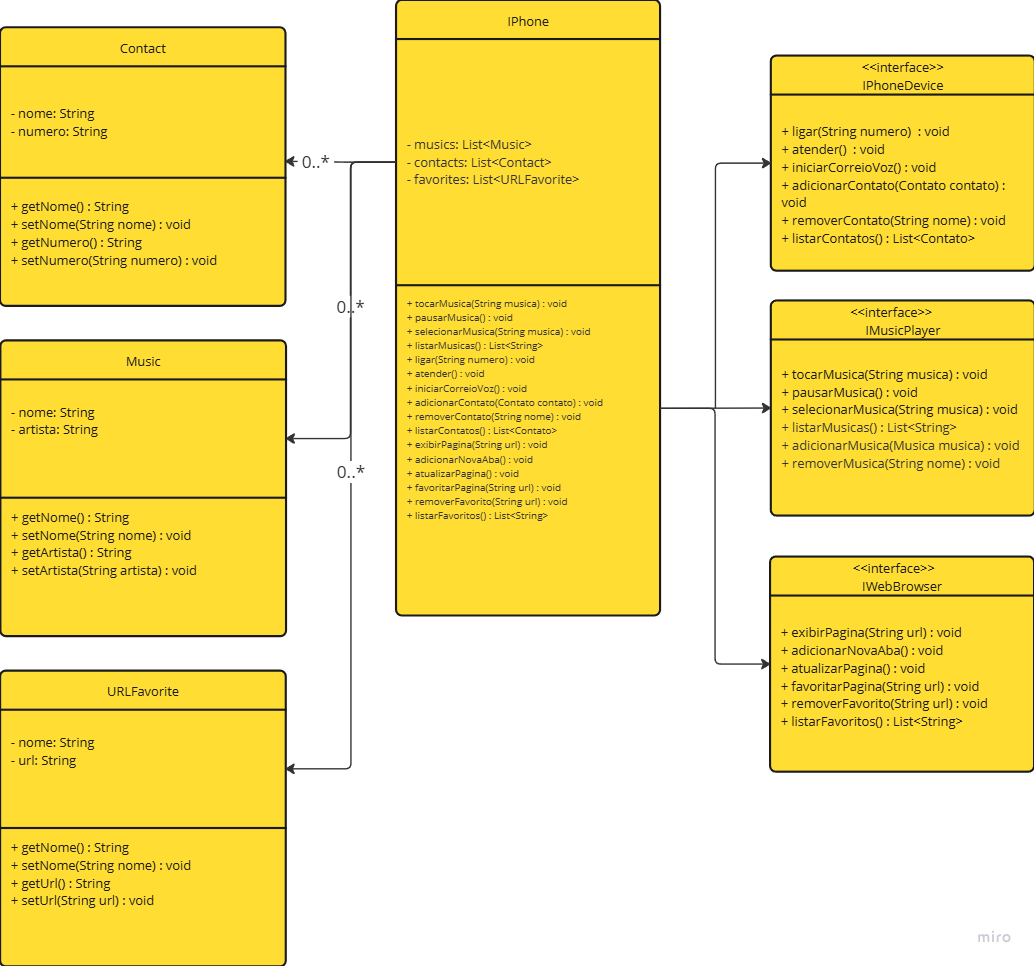 Contact
- nome: String
- numero: String
+ getNome() : String
+ setNome(String nome) : void
+ getNumero() : String
+ setNumero(String numero) : void
Music
- nome: String
- artista: String
+ getNome() : String
+ setNome(String nome) : void
+ getArtista() : String
+ setArtista(String artista) : void
URLFavorite
- nome: String
- url: String
+ getNome() : String
+ setNome(String nome) : void
+ getUrl() : String
+ setUrl(String url) : void
0..*
0..*
0..*
IPhone
- musics: List<Music>
- contacts: List<Contact>
- favorites: List<URLFavorite>
+ tocarMusica(String musica) : void
+ pausarMusica() : void
+ selecionarMusica(String musica) : void
+ listarMusicas() : List<String>
+ ligar(String numero) : void
+ atender() : void
+ iniciarCorreioVoz() : void
+ adicionarContato(Contato contato) : void
+ removerContato(String nome) : void
+ listarContatos() : List<Contato>
+ exibirPagina(String url) : void
+ adicionarNovaAba() : void
+ atualizarPagina() : void
+ favoritarPagina(String url) : void
+ removerFavorito(String url) : void
+ listarFavoritos() : List<String>
<<interface>>
IPhoneDevice
+ ligar(String numero)  : void
+ atender()  : void
+ iniciarCorreioVoz() : void
+ adicionarContato(Contato contato) :
void
+ removerContato(String nome) : void
+ listarContatos() : List<Contato>
<<interface>>
IMusicPlayer
+ tocarMusica(String musica) : void
+ pausarMusica() : void
+ selecionarMusica(String musica) : void
+ listarMusicas() : List<String>
+ adicionarMusica(Musica musica) : void
+ removerMusica(String nome) : void
<<interface>>
IWebBrowser
+ exibirPagina(String url) : void
+ adicionarNovaAba() : void
+ atualizarPagina() : void
+ favoritarPagina(String url) : void
+ removerFavorito(String url) : void
+ listarFavoritos() : List<String>
miro